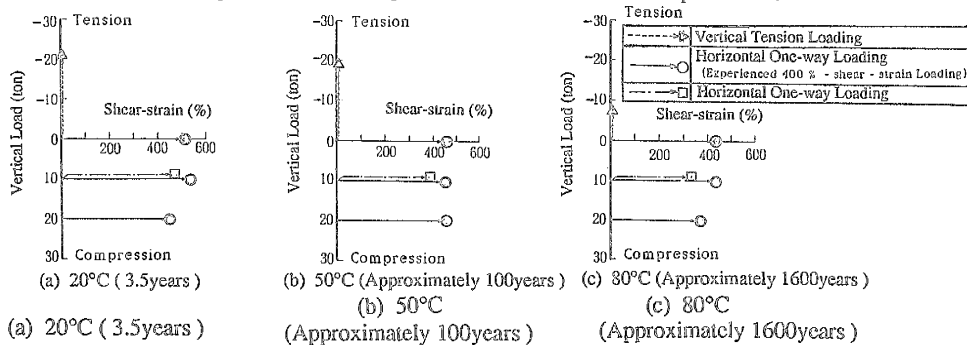 -30 Tension
-20
-10
0
10
20
30 Compression
Vertical Load (ton)
Shear-strain (%)
200 400 600
(a) 20°C ( 3.5years )
-30 Tension
-20
-10
0
10
20
30 Compression
Vertical Load (ton)
Shear-strain (%)
200 400 600
(b) 50°C (Approximately 100years )
Tension
-30
-20
-10
0
10
20
30 Compression
Vertical Load (ton)
Shear-strain (%)
200 400 600
(c) 80°C (Approximately 1600years)
Vertical Tension Loading
Horizontal One-way Loading
(Experienced 400 % - shear - strain Loading)
Horizontal One-way Loading
(a) 20°C ( 3.5years )
(b) 50°C
(Approximately 100years)
(c) 80°C
(Approximately 1600years)